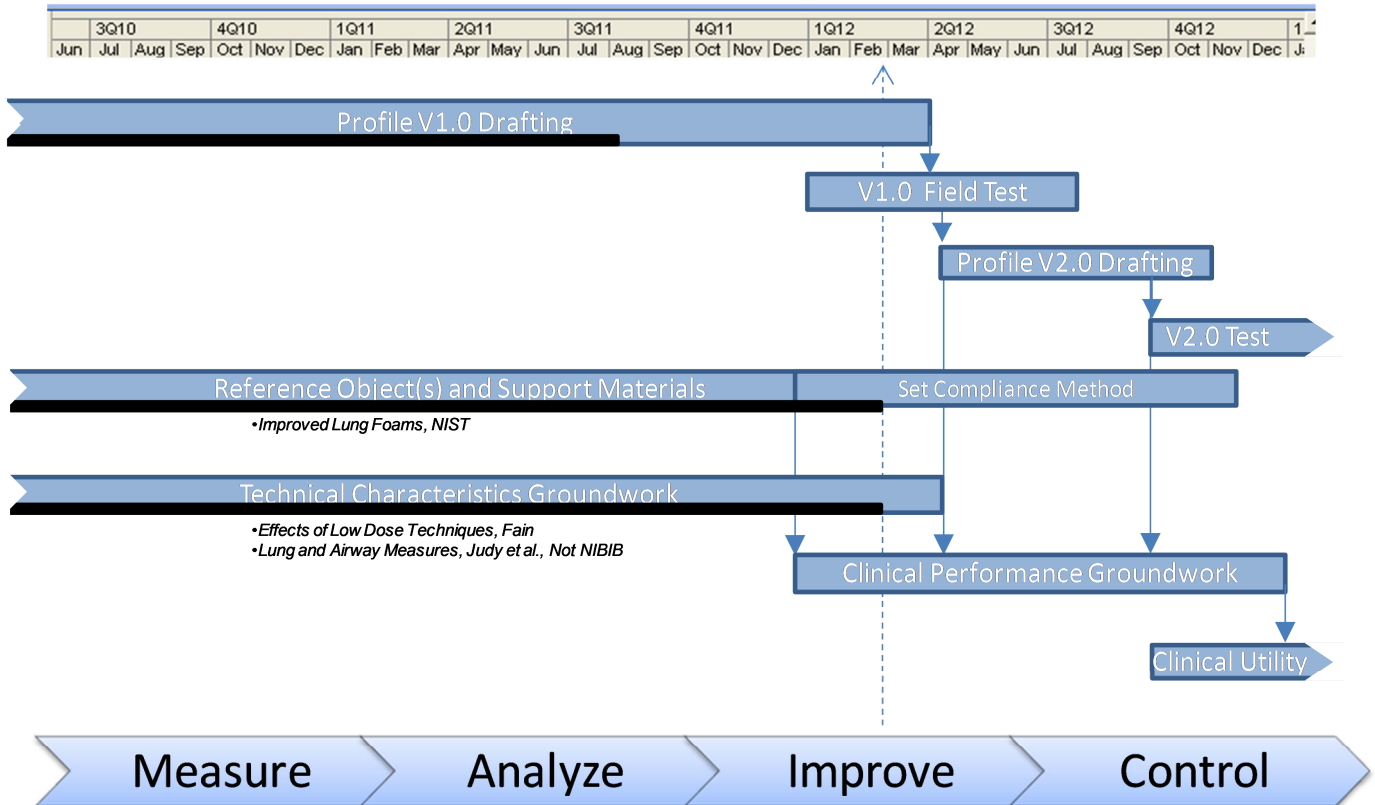 3Q10 4Q10 1Q11 2Q11 3Q11 4Q11 1Q12 2Q12 3Q12 4Q12 1
Jun Jul Aug Sep Oct Nov Dec Jan Feb Mar Apr May Jun Jul Aug Sep Oct Nov Dec Jan Feb Mar Apr May Jun Jul Aug Sep Oct Nov Dec
Profile V1.0 Drafting
V1.0 Field Test
Profile V2.0 Drafting
V2.0 Test
Reference Object(s) and Support Materials Set Compliance Method
•Improved Lung Foams, NIST
Technical Characteristics Groundwork
•Effects of Low Dose Techniques, Fain
•Lung and Airway Measures, Judy et al., Not NIBIB
Clinical Performance Groundwork
Clinical Utility
Measure Analyze Improve Control